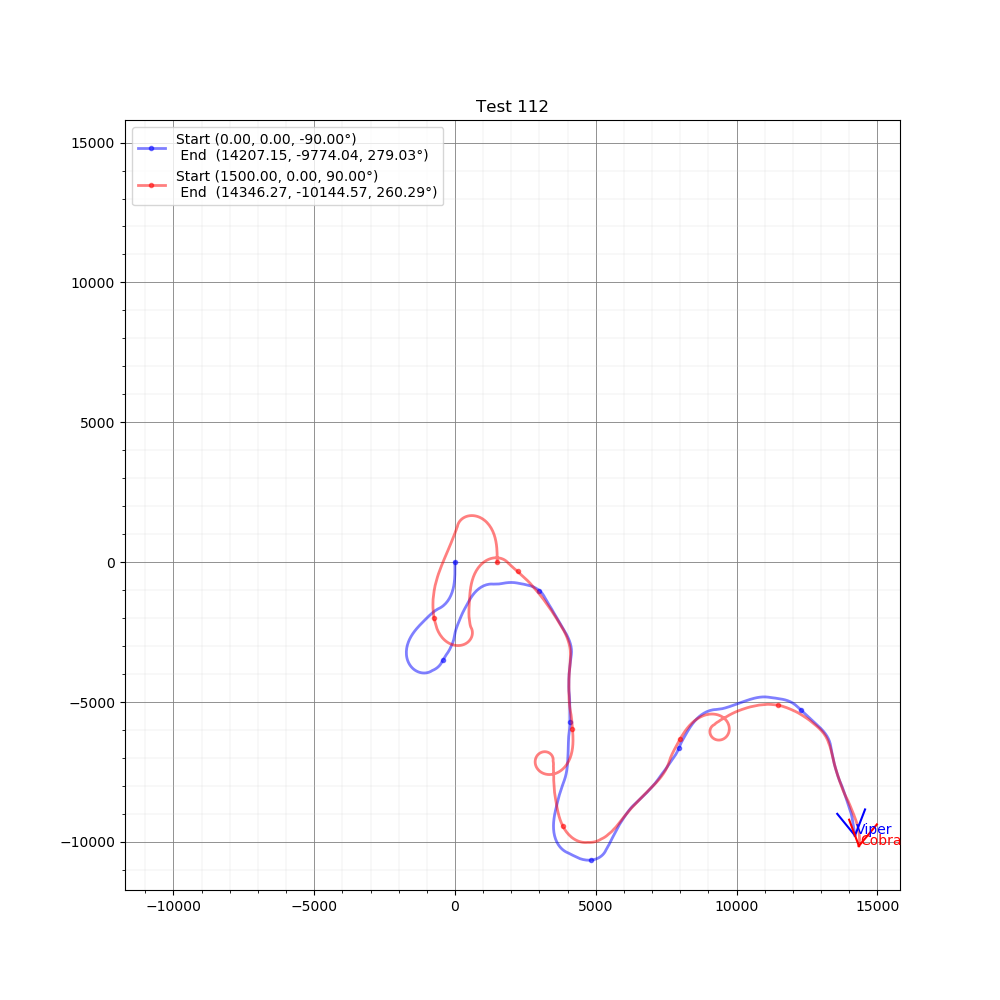 Test 112
Start (0.00, 0.00, -90.00°)
End (14207.15, -9774.04, 279.03°)
Start (1500.00, 0.00, 90.00°)
End (14346.27, -10144.57, 260.29°)
15000
10000
5000
0
−5000
−10000
Viper
Cobra
−10000 −5000 0 5000 10000 15000